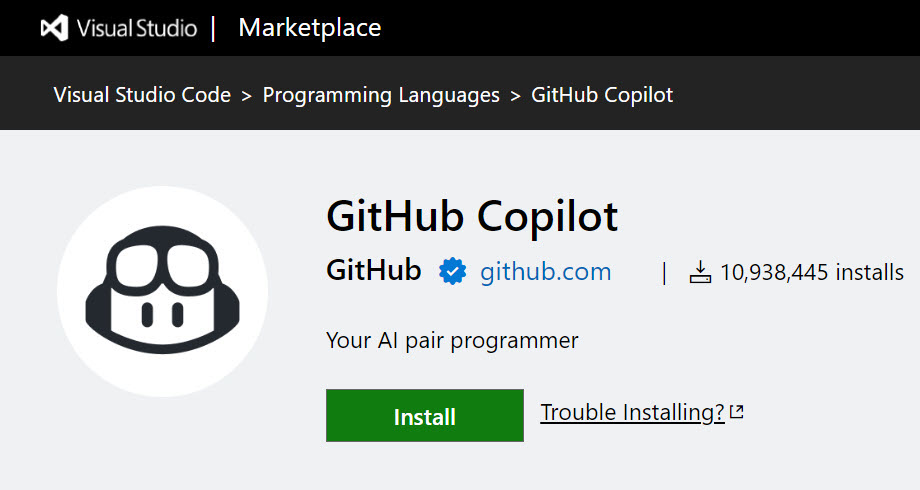 Visual Studio | Marketplace
Visual Studio Code > Programming Languages > GitHub Copilot
GitHub Copilot
GitHub github.com | 10,938,445 installs
Your AI pair programmer
Install Trouble Installing?